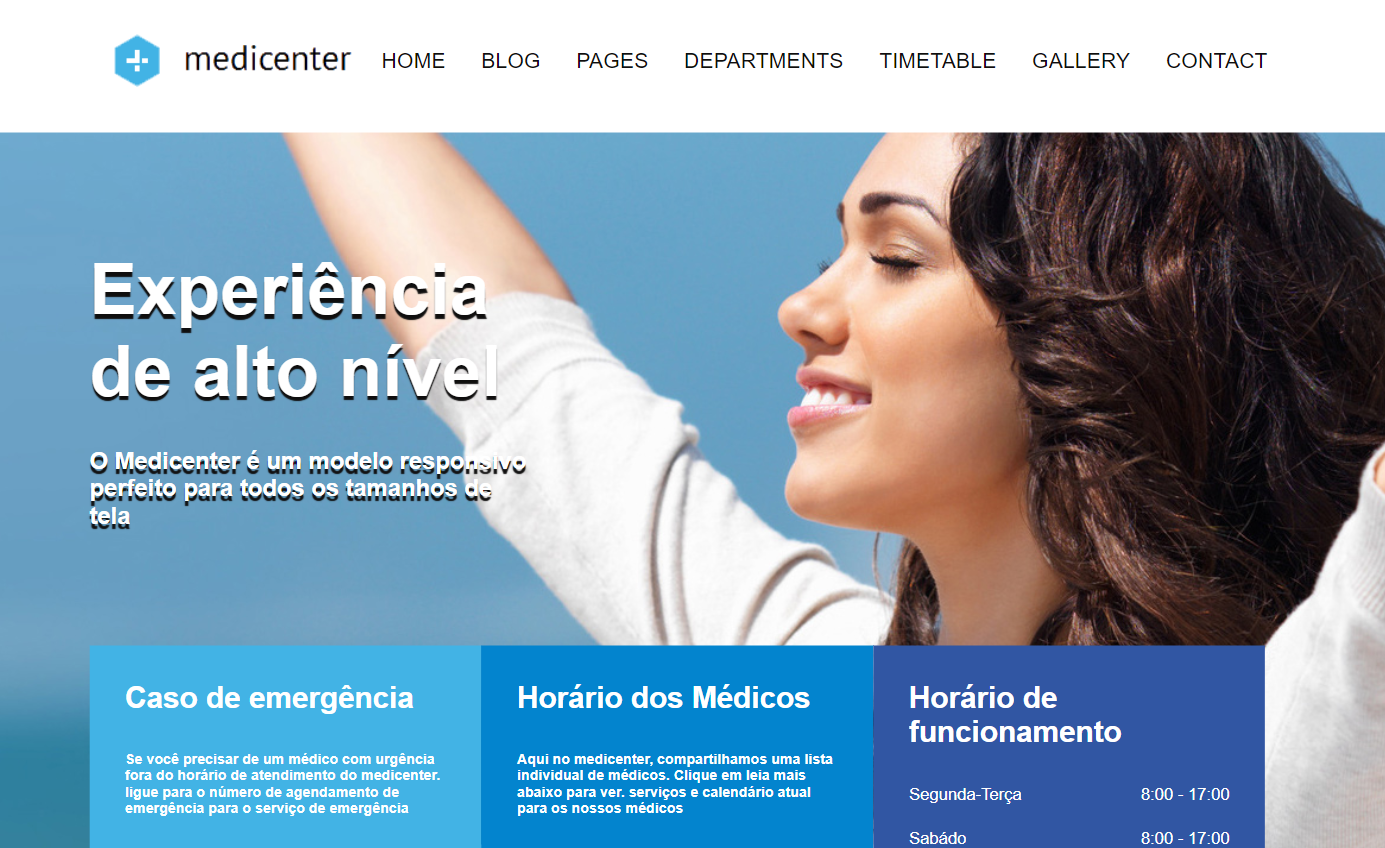 medicenter HOME BLOG PAGES DEPARTMENTS TIMETABLE GALLERY CONTACT
Experiência
de alto nível
O Medicenter é um modelo responsivo
perfeito para todos os tamanhos de
tela
Caso de emergência
Se você precisar de um médico com urgência
fora do horário de atendimento do medicenter.
ligue para o número de agendamento de
emergência para o serviço de emergência
Horário dos Médicos
Aqui no medicenter, compartilhamos uma lista
individual de médicos. Clique em leia mais
abaixo para ver. serviços e calendário atual
para os nossos médicos
Horário de
funcionamento
Segunda-Terça 8:00 - 17:00
Sabádo 8:00 - 17:00